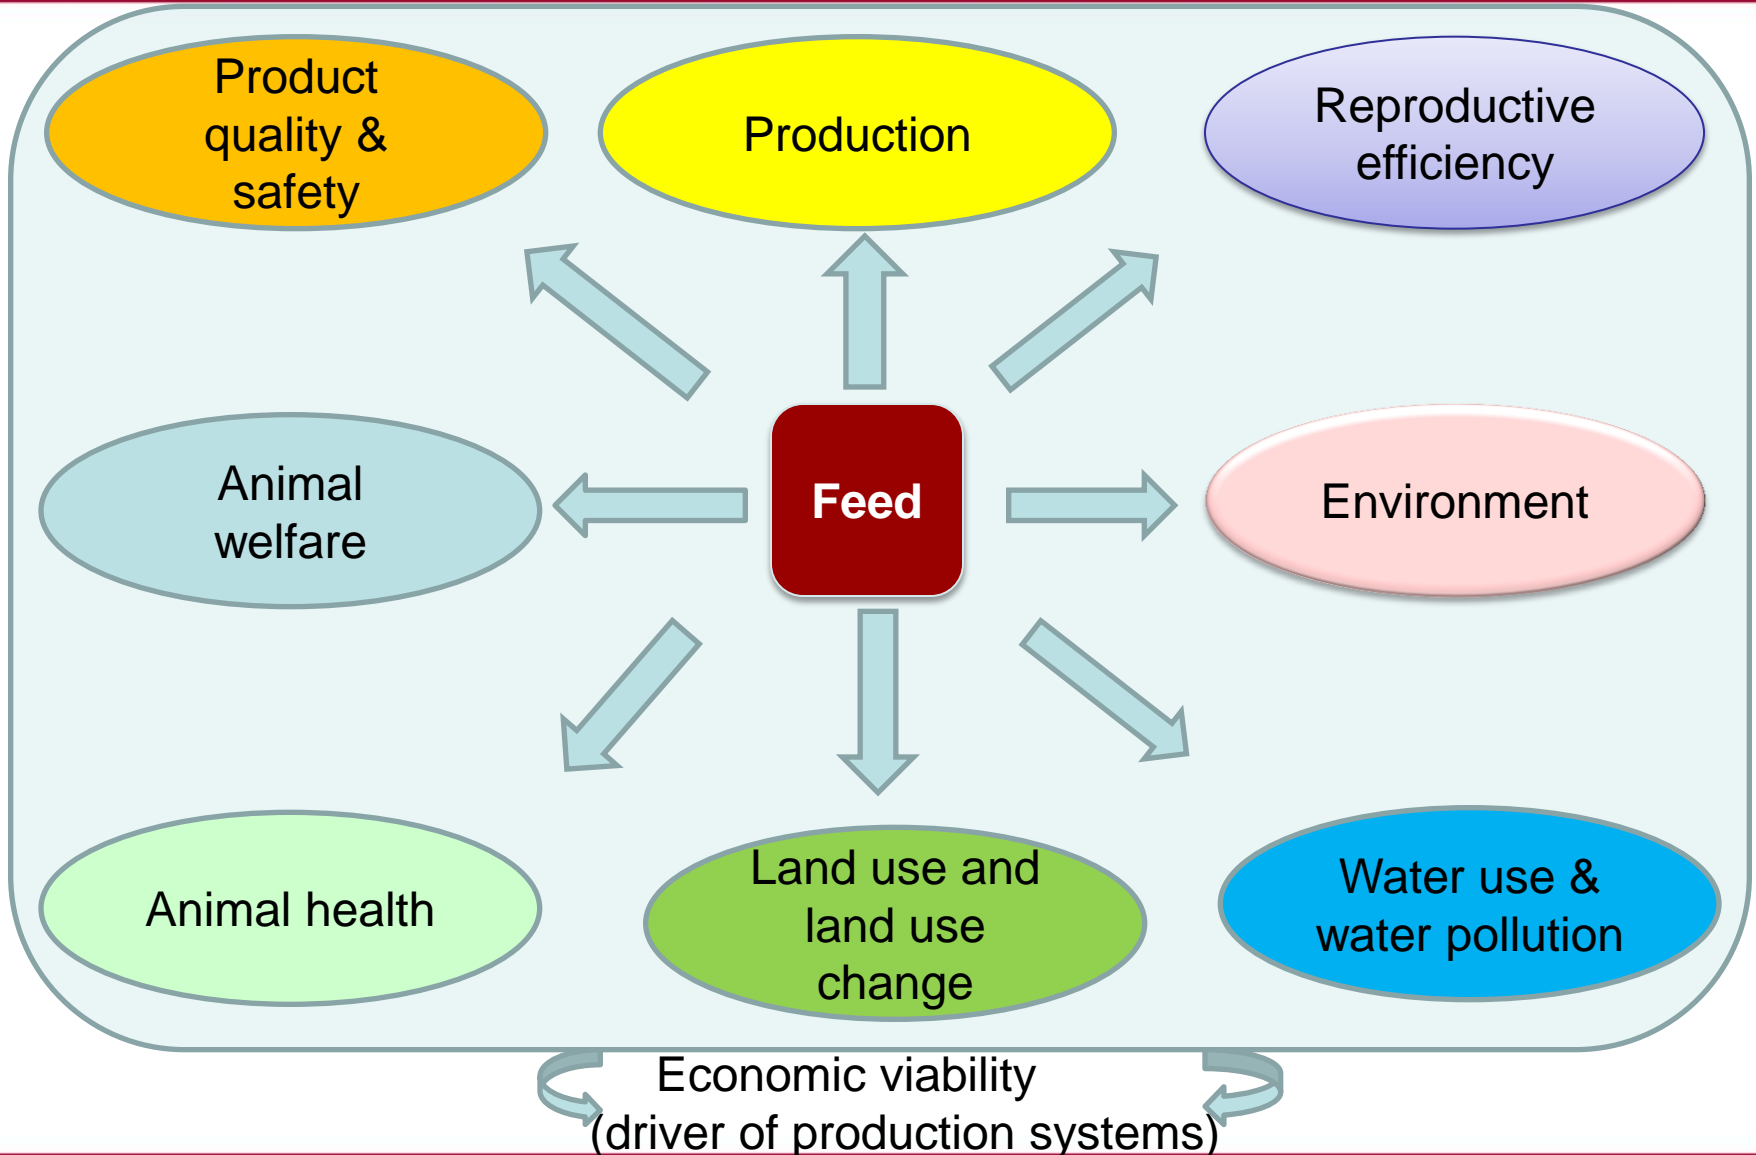 Product
quality &
safety
Production
Reproductive
efficiency
Animal
welfare
Feed
Environment
Animal health
Land use and
land use
change
Water use &
water pollution
Economic viability
(driver of production systems)